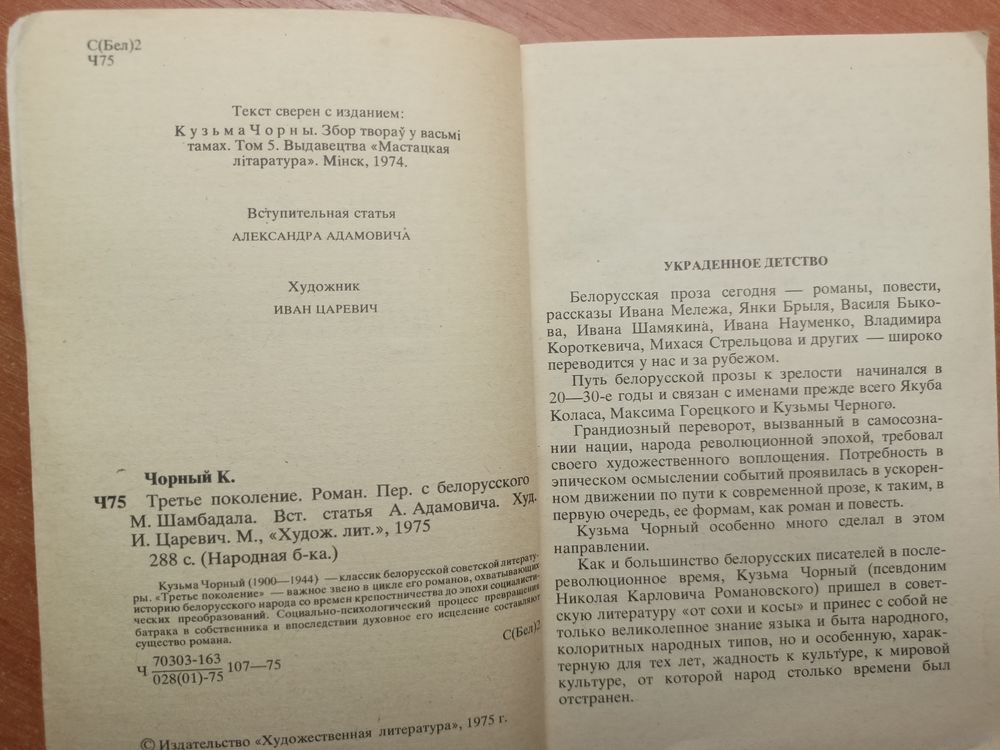 С(Бел)2
Ч75
Текст сверен с изданием:
Кузьма Чорны. Збор твораў у васьмі
тамах. Том 5. Выдавецтва «Мастацкая
літаратура». Мінск, 1974.
Вступительная статья
АЛЕКСАНДРА АДАМОВИЧА
Художник
ИВАН ЦАРЕВИЧ
Чорный К.
Ч75 Третье поколение. Роман. Пер. с белорусского
М. Шамбадала. Вст. статья А. Адамовича. Худ.
И. Царевич. М., «Худож. лит.», 1975
288 с. (Народная б-ка.)
Кузьма Чорный (1900—1944) — классик белорусской советской литерату-
ры. «Третье поколение» — важное звено в цикле его романов, охватывающих
историю белорусского народа со времен крепостничества до эпохи социалисти-
ческих преобразований. Социально-психологический процесс превращения
батрака в собственника и впоследствии духовное его исцеление составляют
существо романа.
Ч 70303-163 107—75
028(01)-75
С(Бел)2
© Издательство «Художественная литература», 1975 г.
УКРАДЕННОЕ ДЕТСТВО
Белорусская проза сегодня — романы, повести,
рассказы Ивана Мележа, Янки Брыля, Василя Быко-
ва, Ивана Шамякина, Ивана Науменко, Владимира
Короткевича, Михася Стрельцова и других — широко
переводится у нас и за рубежом.
Путь белорусской прозы к зрелости начинался в
20—30-е годы и связан с именами прежде всего Якуба
Коласа, Максима Горецкого и Кузьмы Черного.
Грандиозный переворот, вызванный в самосозна-
нии нации, народа революционной эпохой, требовал
своего художественного воплощения. Потребность в
эпическом осмыслении событий проявилась в ускорен-
ном движении по пути к современной прозе, к таким, в
первую очередь, ее формам, как роман и повесть.
Кузьма Чорный особенно много сделал в этом
направлении.
Как и большинство белорусских писателей в после-
революционное время, Кузьма Чорный (псевдоним
Николая Карловича Романовского) пришел в совет-
скую литературу «от сохи и косы» и принес с собой не
только великолепное знание языка и быта народного,
колоритных народных типов, но и особенную, харак-
терную для тех лет, жадность к культуре, к мировой
культуре, от которой народ столько времени был
отстранен.